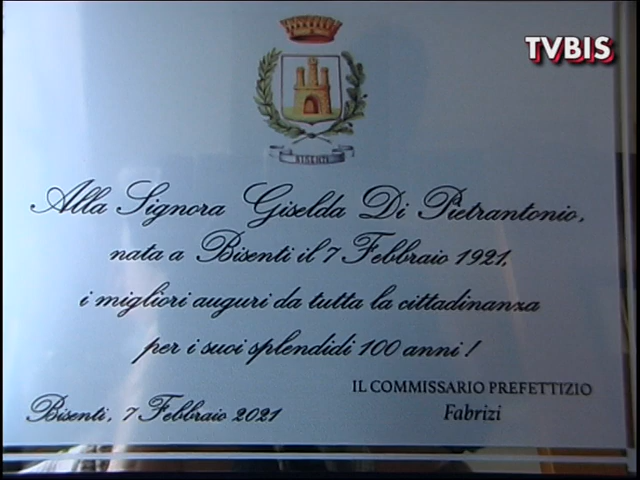 TVBIS
BISENTI
Alla Signora Giselda Di Pietrantonio,
nata a Bisenti il 7 Febbraio 1921,
i migliori auguri da tutta la cittadinanza
per i suoi splendidi 100 anni!
IL COMMISSARIO PREFETTIZIO
Bisenti, 7 Febbraio 2021
Fabrizi